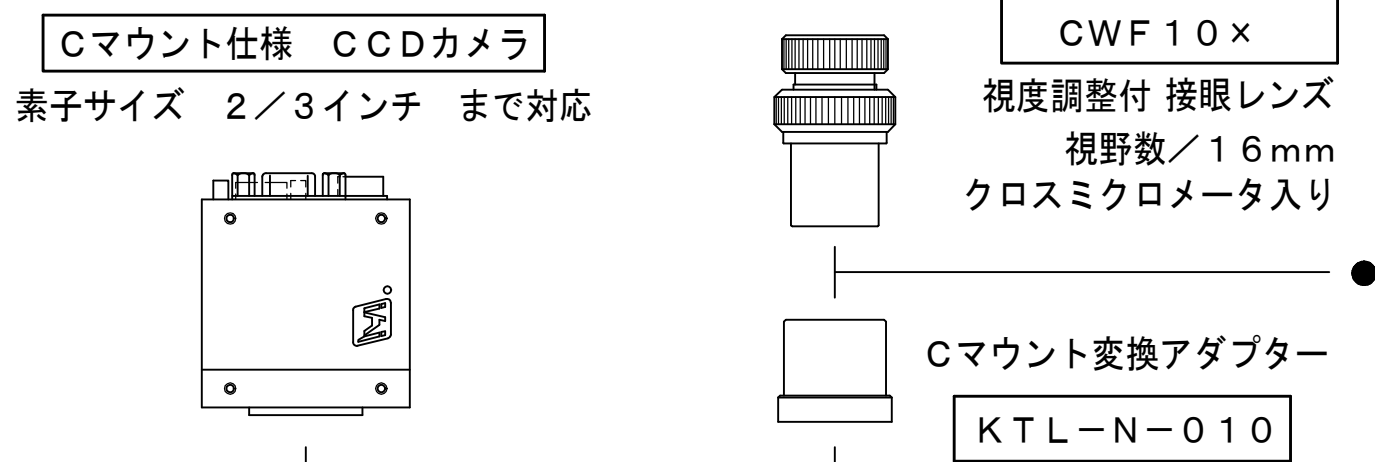 Cマウント仕様　CCDカメラ
素子サイズ　2／3インチ　まで対応
CWF10×
視度調整付 接眼レンズ
視野数／16mm
クロスミクロメータ入り
Cマウント変換アダプター
KTL－N－010